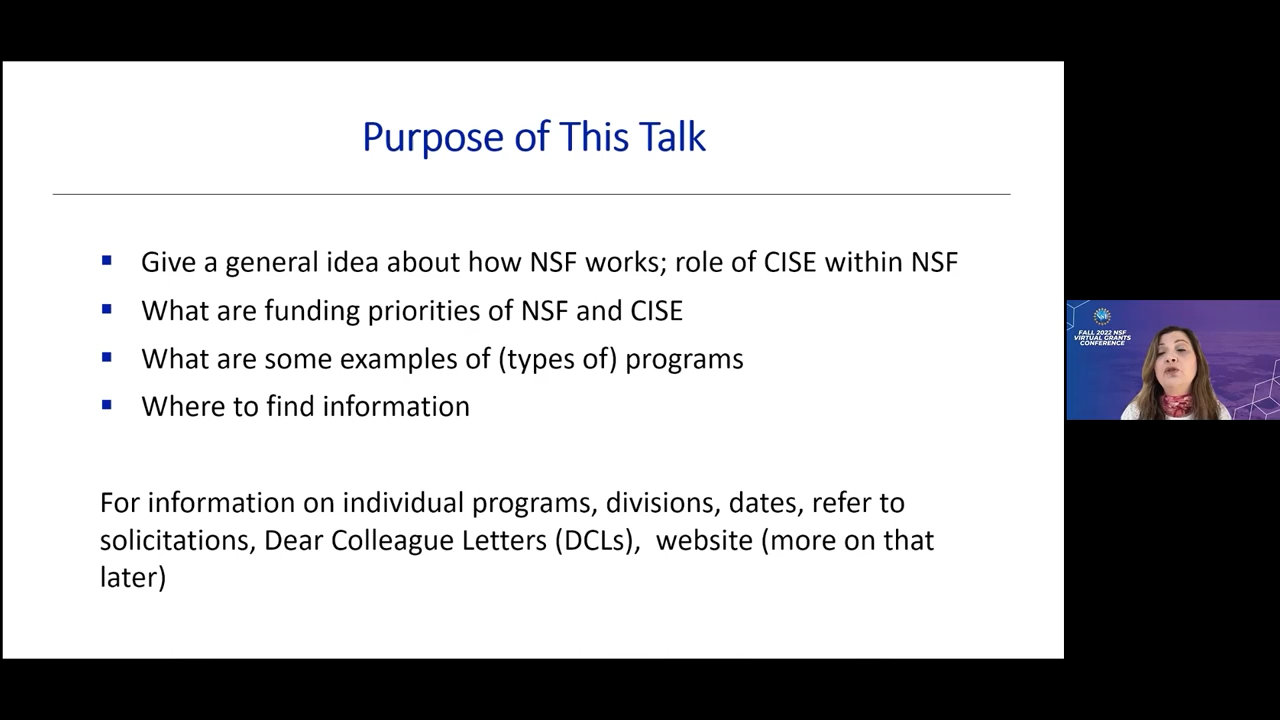 Purpose of This Talk
Give a general idea about how NSF works; role of CISE within NSF
What are funding priorities of NSF and CISE
What are some examples of (types of) programs
Where to find information
For information on individual programs, divisions, dates, refer to
solicitations, Dear Colleague Letters (DCLs), website (more on that
later)
NSF
FALL 2022 NSF
VIRTUAL GRANTS
CONFERENCE